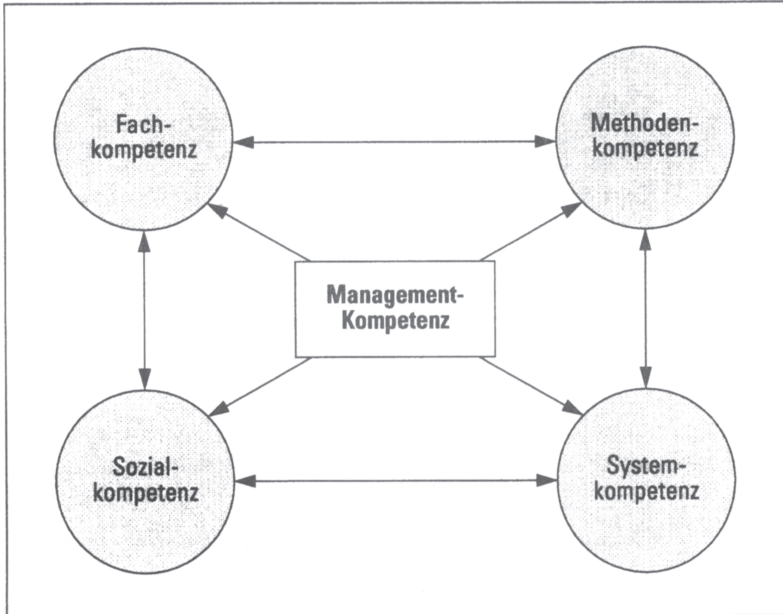 Fach-
kompetenz
Methoden-
kompetenz
Management-
Kompetenz
Sozial-
kompetenz
System-
kompetenz